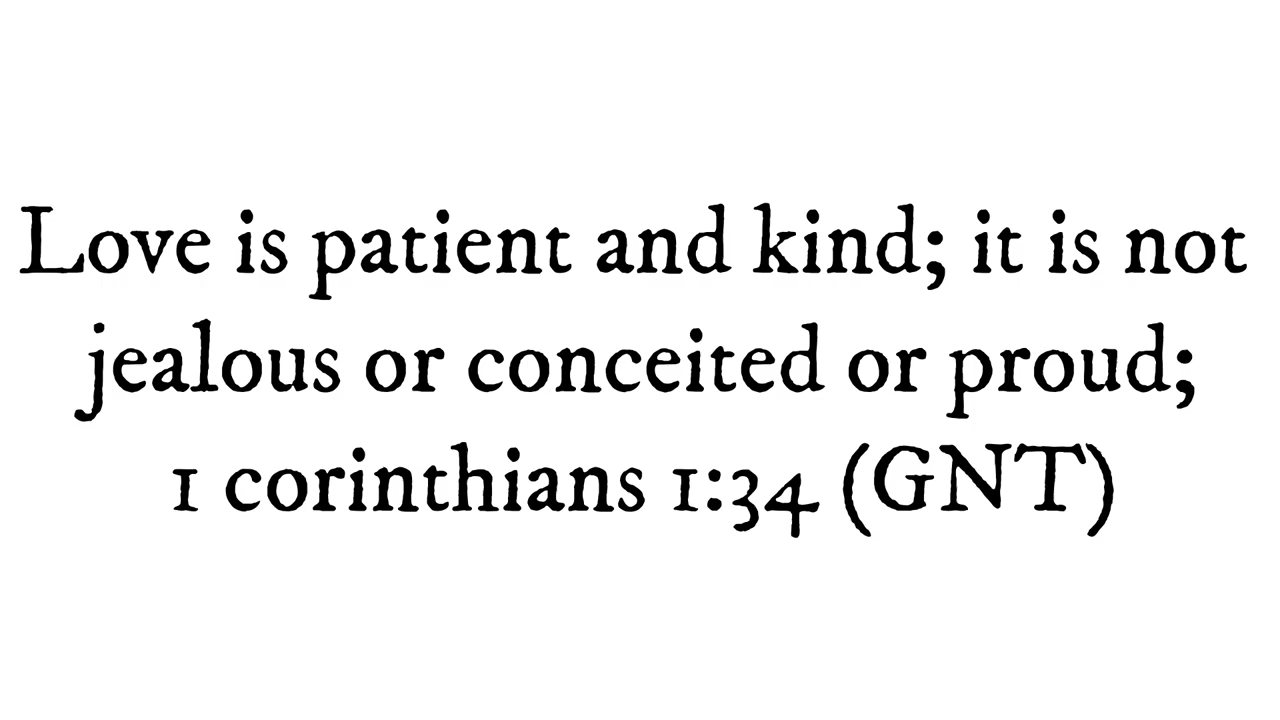 Love is patient and kind; it is not
jealous or conceited or proud;
1 corinthians 1:34 (GNT)